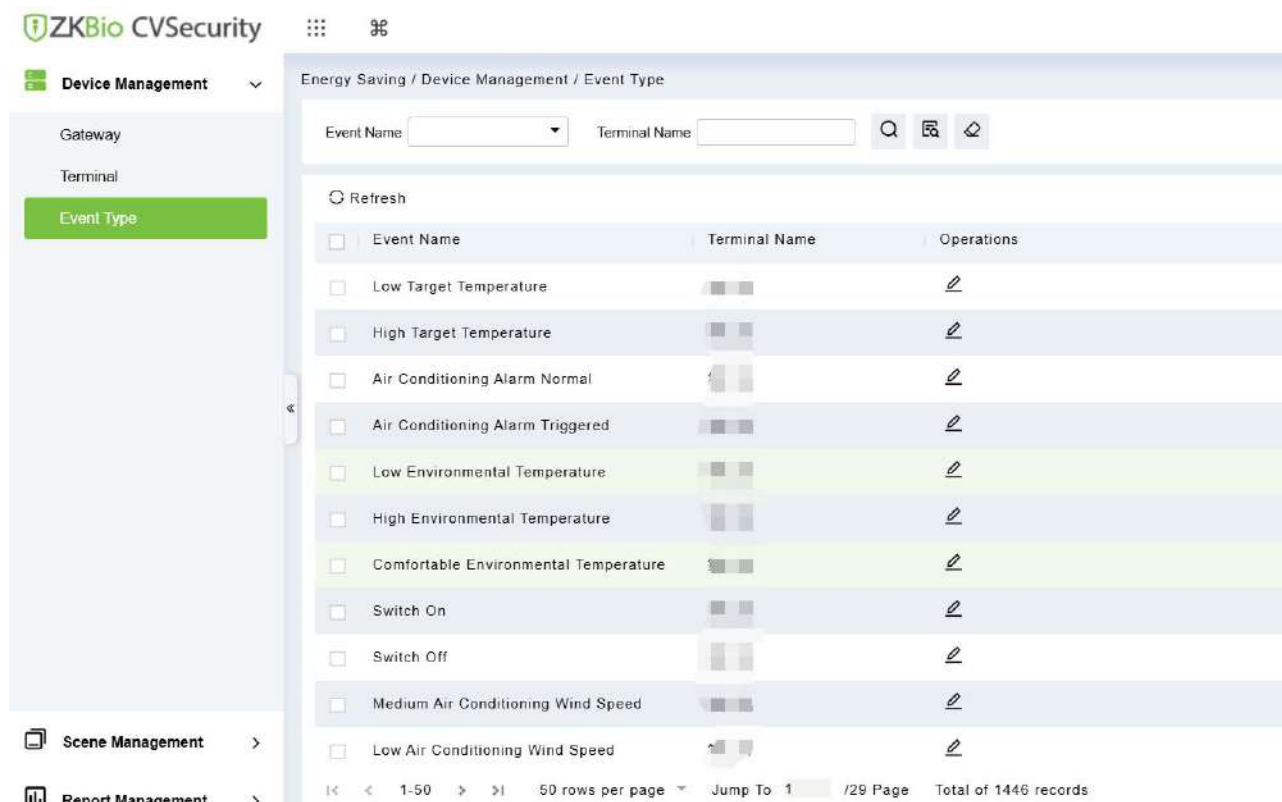 ZKBio CVSecurity
Device Management
Gateway
Terminal
Event Type
Energy Saving / Device Management / Event Type
Event Name
Terminal Name
Refresh
Event Name Terminal Name Operations
Low Target Temperature
High Target Temperature
Air Conditioning Alarm Normal
Air Conditioning Alarm Triggered
Low Environmental Temperature
High Environmental Temperature
Comfortable Environmental Temperature
Switch On
Switch Off
Medium Air Conditioning Wind Speed
Low Air Conditioning Wind Speed
1-50 50 rows per page Jump To 1 /29 Page Total of 1446 records
Scene Management
Report Management